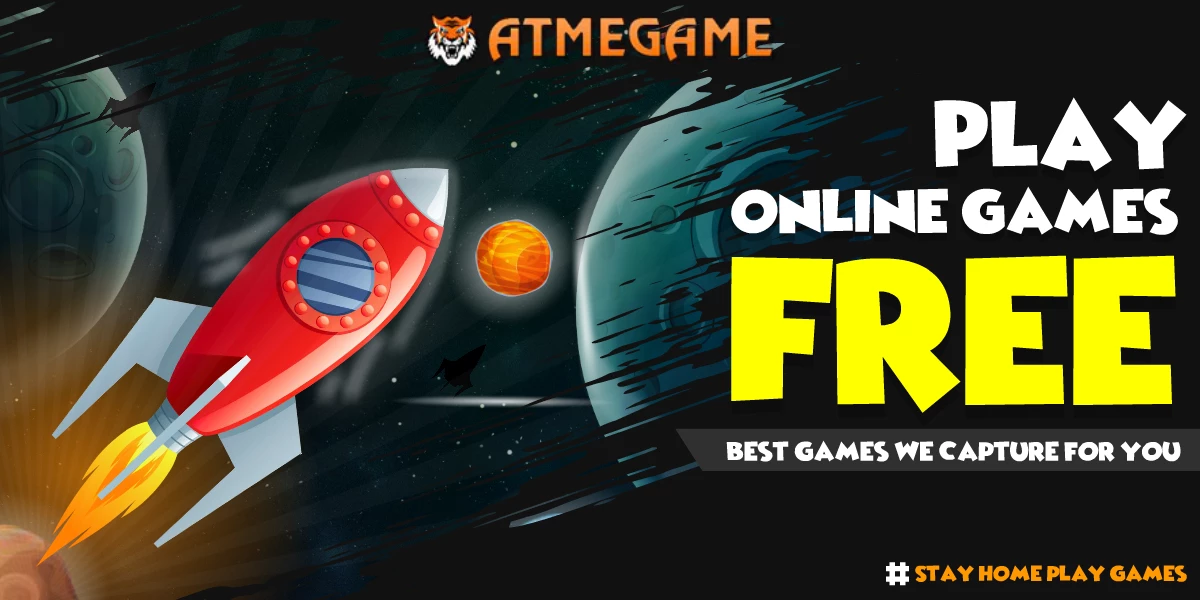 ATMEGAME
PLAY
ONLINE GAMES
FREE
BEST GAMES WE CAPTURE FOR YOU
# STAY HOME PLAY GAMES